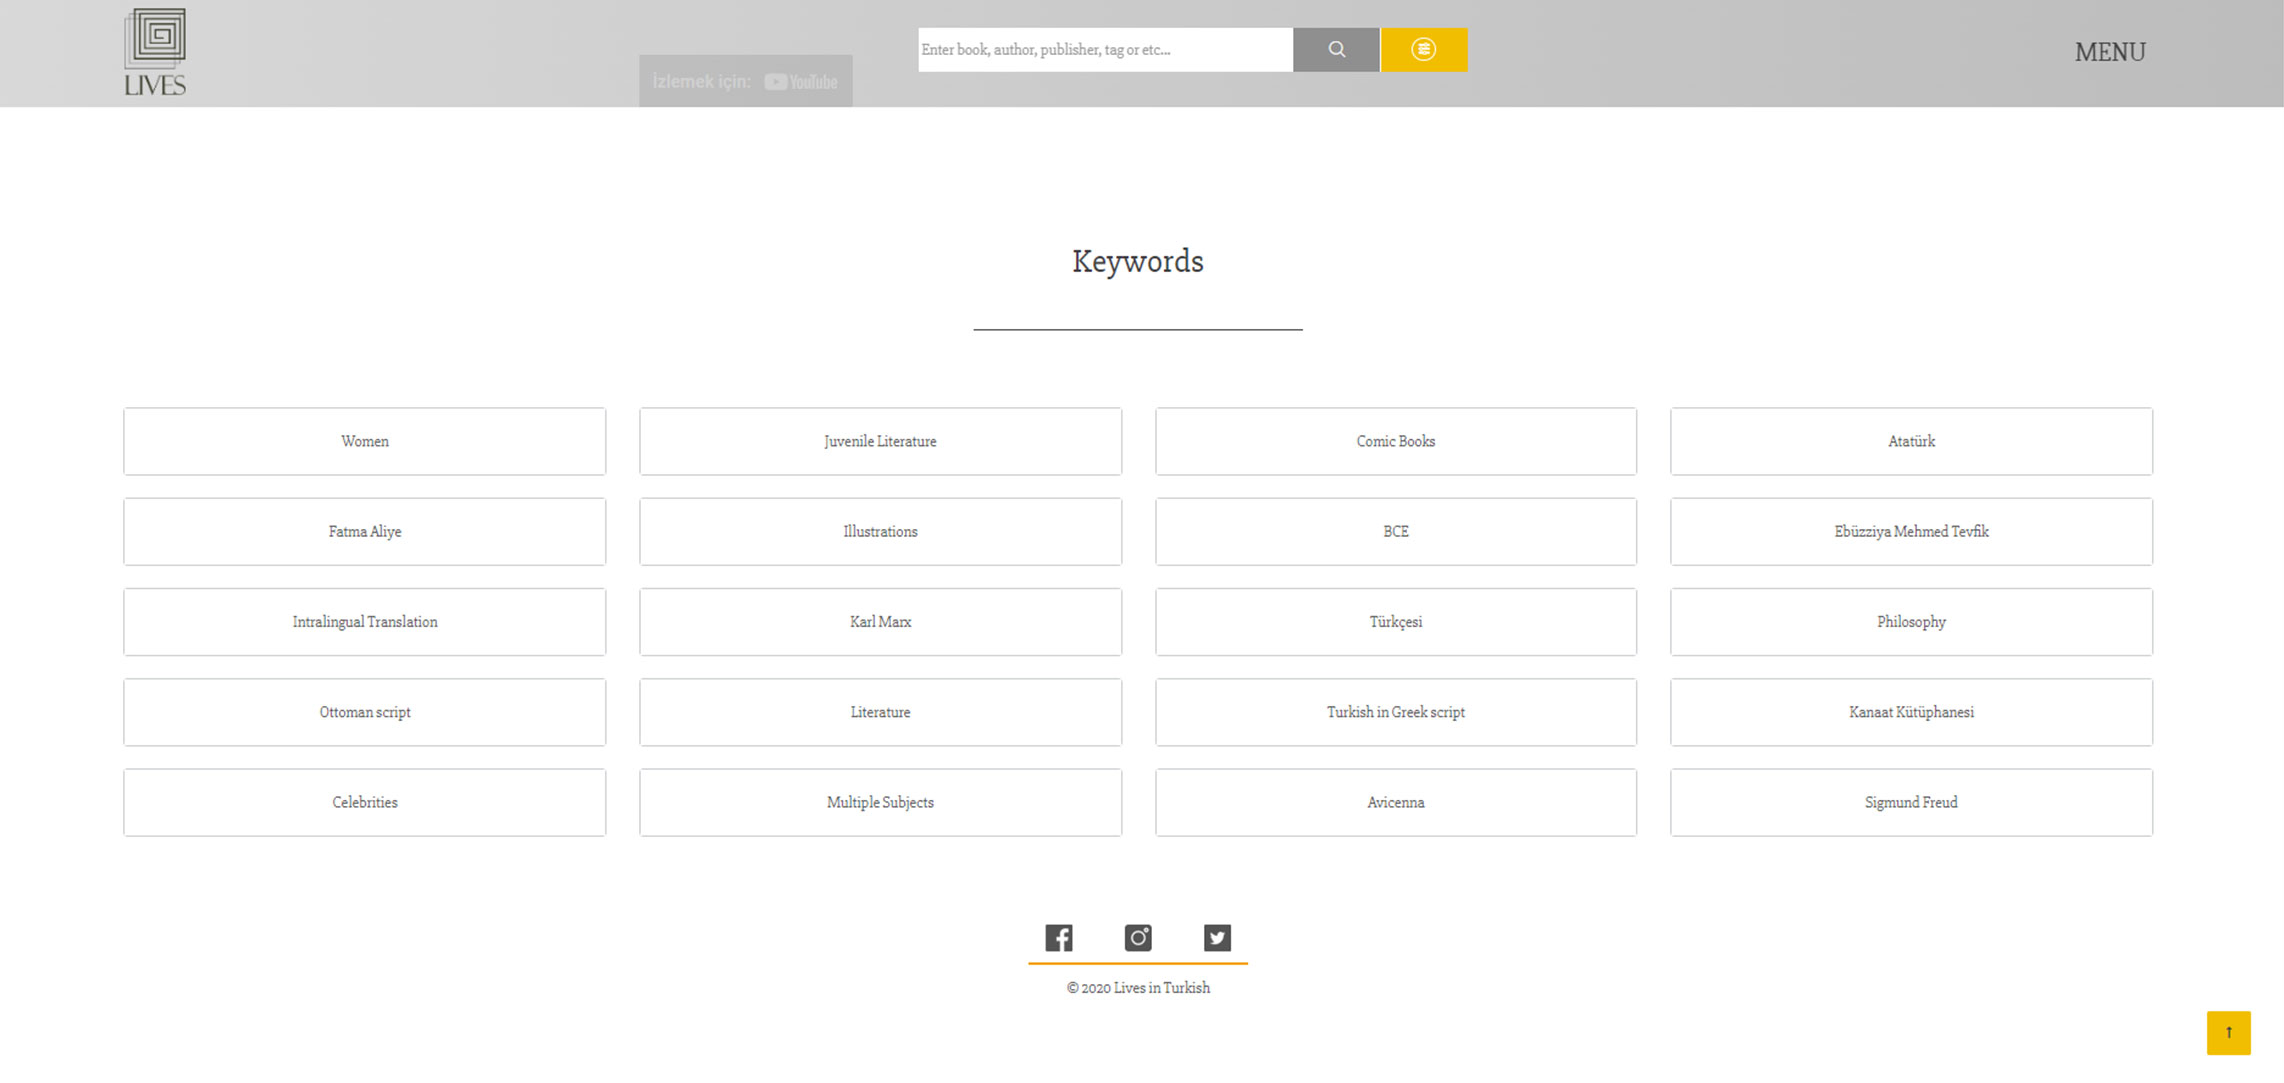 LIVES
İzlemek için: YouTube
Enter book, author, publisher, tag or etc...
MENU
Keywords
Women
Juvenile Literature
Comic Books
Atatürk
Fatma Aliye
Illustrations
BCE
Ebüzziya Mehmed Tevfik
Intralingual Translation
Karl Marx
Türkçesi
Philosophy
Ottoman script
Literature
Turkish in Greek script
Kanaat Kütüphanesi
Celebrities
Multiple Subjects
Avicenna
Sigmund Freud
© 2020 Lives in Turkish